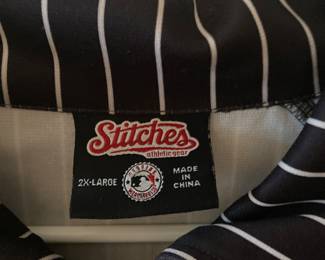 Stitches
athletic gear
2X-LARGE
MADE IN CHINA